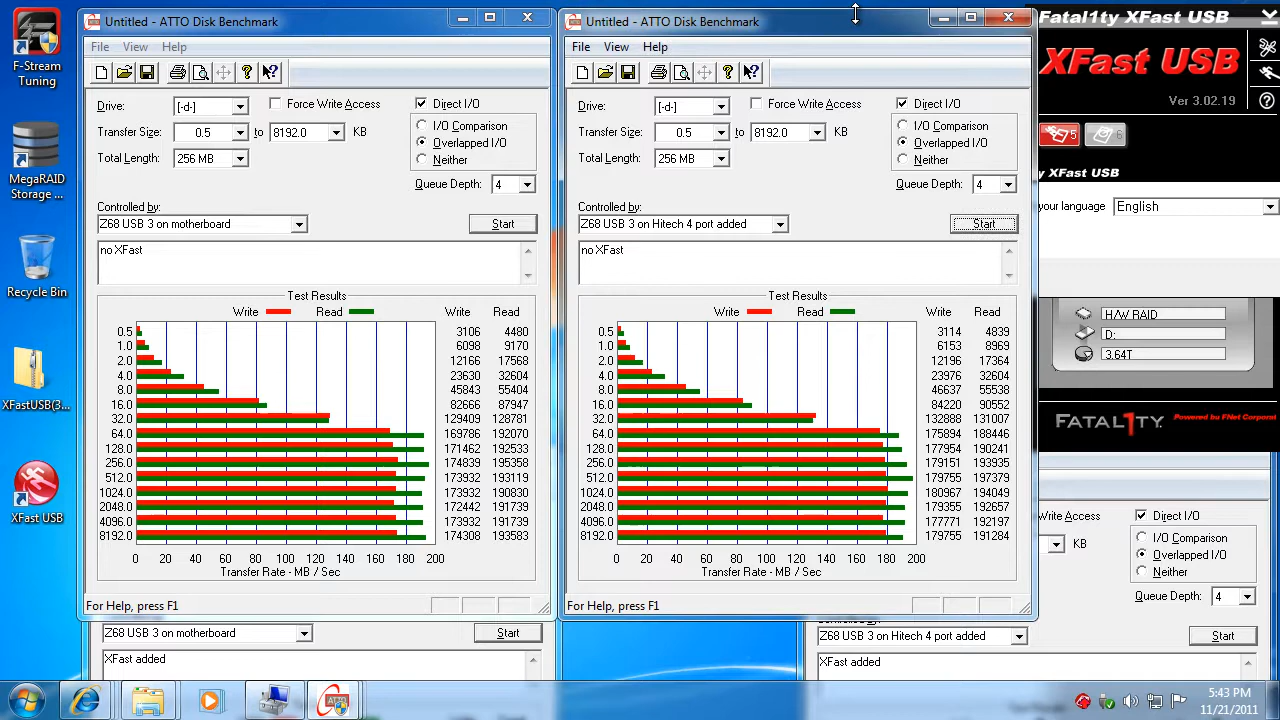 F-Stream
Tuning
MegaRAID
Storage ...
Recycle Bin
XFastUSB(3...
XFast USB
Untitled - ATTO Disk Benchmark
File View Help
Drive: [-d-] Force Write Access Direct I/O
Transfer Size: 0.5 to 8192.0 KB
I/O Comparison
Overlapped I/O
Total Length: 256 MB
Neither
Queue Depth: 4
Controlled by:
Z68 USB 3 on motherboard Start
no XFast
Test Results
Write Read Write Read
0.5 3106 4480
1.0 6098 9170
2.0 12166 17568
4.0 23630 32604
8.0 45843 55404
16.0 82666 87847
32.0 129409 128791
64.0 169786 192070
128.0 171462 192533
256.0 174839 195358
512.0 173932 193119
1024.0 173932 190830
2048.0 172442 191739
4096.0 173932 191739
8192.0 174308 193583
0 20 40 60 80 100 120 140 160 180 200
Transfer Rate - MB / Sec
For Help, press F1
Untitled - ATTO Disk Benchmark
File View Help
Drive: [-d-] Force Write Access Direct I/O
Transfer Size: 0.5 to 8192.0 KB
I/O Comparison
Overlapped I/O
Total Length: 256 MB
Neither
Queue Depth: 4
Controlled by:
Z68 USB 3 on Hitech 4 port added Start
no XFast
Test Results
Write Read Write Read
0.5 3114 4839
1.0 6153 8969
2.0 12196 17364
4.0 23976 32604
8.0 46637 55538
16.0 84220 90552
32.0 132888 131007
64.0 175894 188446
128.0 177954 190241
256.0 179151 193935
512.0 179755 197379
1024.0 180967 194049
2048.0 179355 192657
4096.0 177771 192197
8192.0 179755 191284
0 20 40 60 80 100 120 140 160 180 200
Transfer Rate - MB / Sec
For Help, press F1
Fatal1ty XFast USB
XFast USB
Ver 3.02.19
5 6
y XFast USB
your language English
H/W RAID
D:
3.64T
FATAL1TY Powered by FNet Corporat
Write Access Direct I/O
KB
I/O Comparison
Overlapped I/O
Neither
Queue Depth: 4
Z68 USB 3 on motherboard Start
XFast added
Z68 USB 3 on Hitech 4 port added Start
XFast added
5:43 PM
11/21/2011